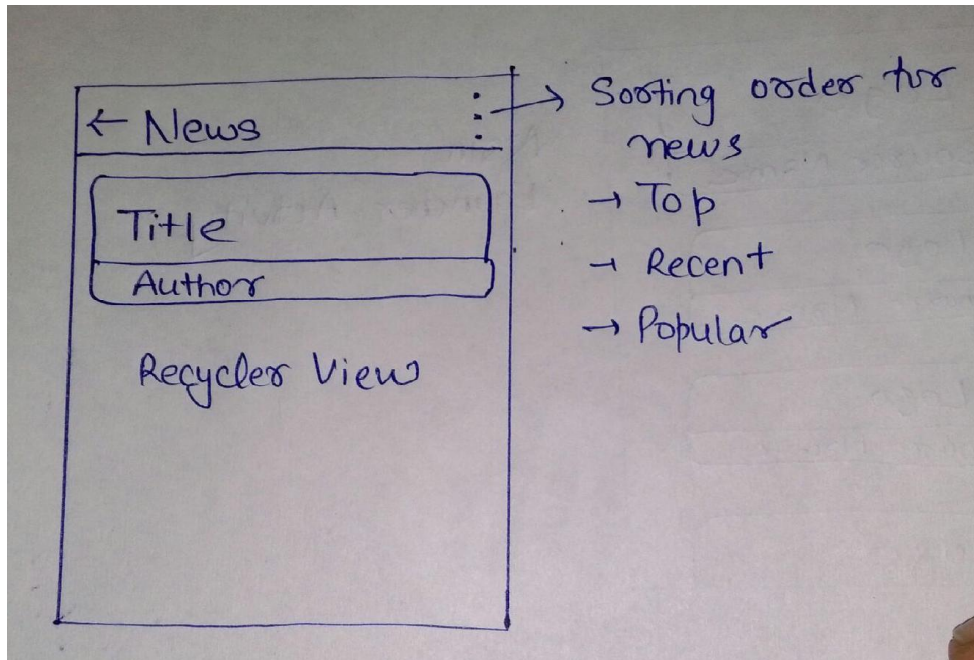 ← News
Title
Author
Recycler View
→ Sorting order for
news
→ Top
→ Recent
→ Popular